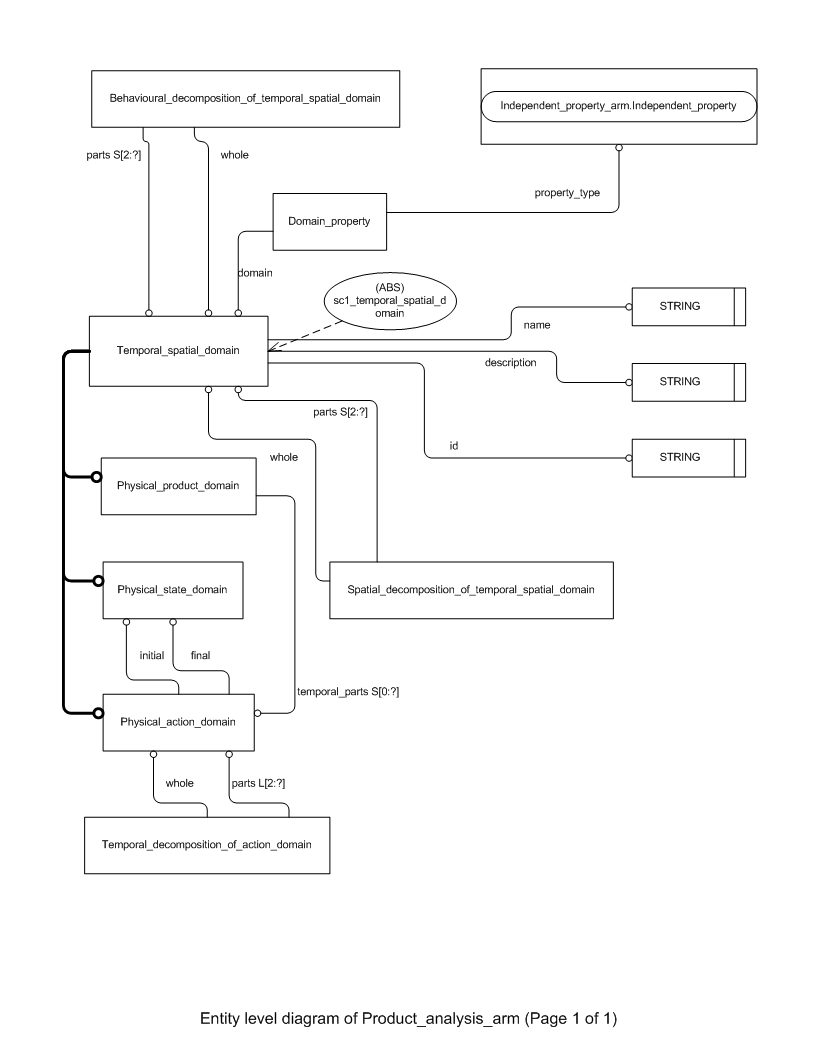 Behavioural_decomposition_of_temporal_spatial_domain
Independent_property_arm.Independent_property
parts S[2:?]
whole
property_type
Domain_property
domain
(ABS)
sc1_temporal_spatial_d
omain
STRING
name
Temporal_spatial_domain
description
STRING
parts S[2:?]
id
STRING
whole
Physical_product_domain
Physical_state_domain
Spatial_decomposition_of_temporal_spatial_domain
initial
final
temporal_parts S[0:?]
Physical_action_domain
whole
parts L[2:?]
Temporal_decomposition_of_action_domain
Entity level diagram of Product_analysis_arm (Page 1 of 1)